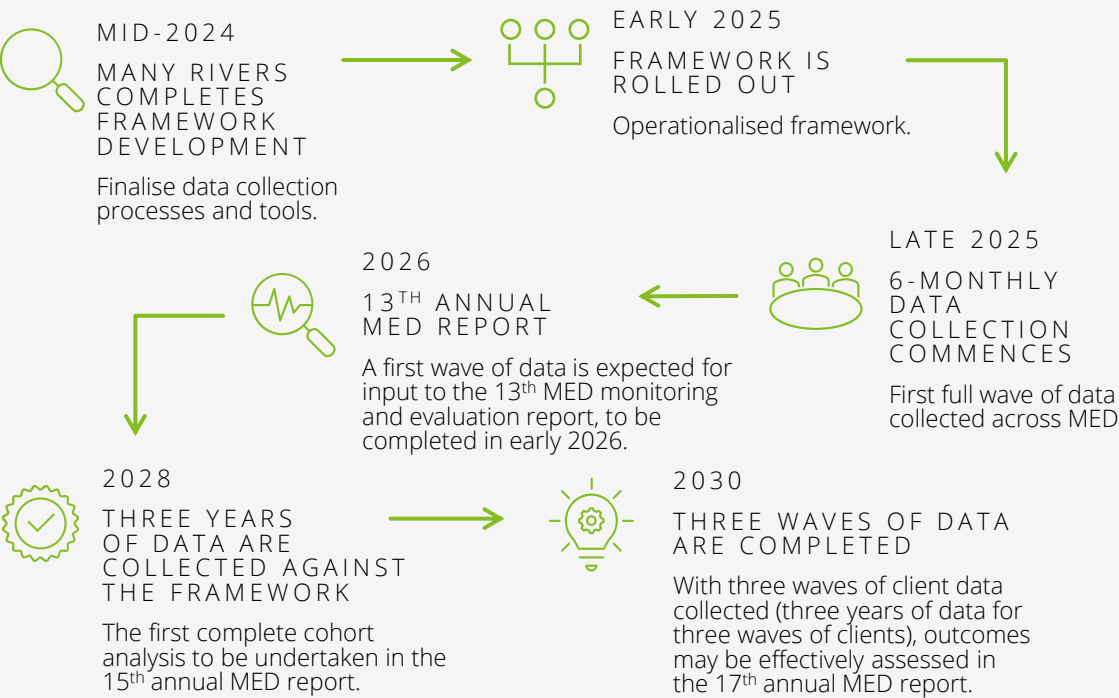 MID-2024
MANY RIVERS
COMPLETES
FRAMEWORK
DEVELOPMENT
Finalise data collection
processes and tools.
EARLY 2025
FRAMEWORK IS
ROLLED OUT
Operationalised framework.
LATE 2025
6-MONTHLY
DATA
COLLECTION
COMMENCES
First full wave of data
collected across MED
2026
13TH ANNUAL
MED REPORT
A first wave of data is expected for
input to the 13th MED monitoring
and evaluation report, to be
completed in early 2026.
2028
THREE YEARS
OF DATA ARE
COLLECTED AGAINST
THE FRAMEWORK
The first complete cohort
analysis to be undertaken in the
15th annual MED report.
2030
THREE WAVES OF DATA
ARE COMPLETED
With three waves of client data
collected (three years of data for
three waves of clients), outcomes
may be effectively assessed in
the 17th annual MED report.